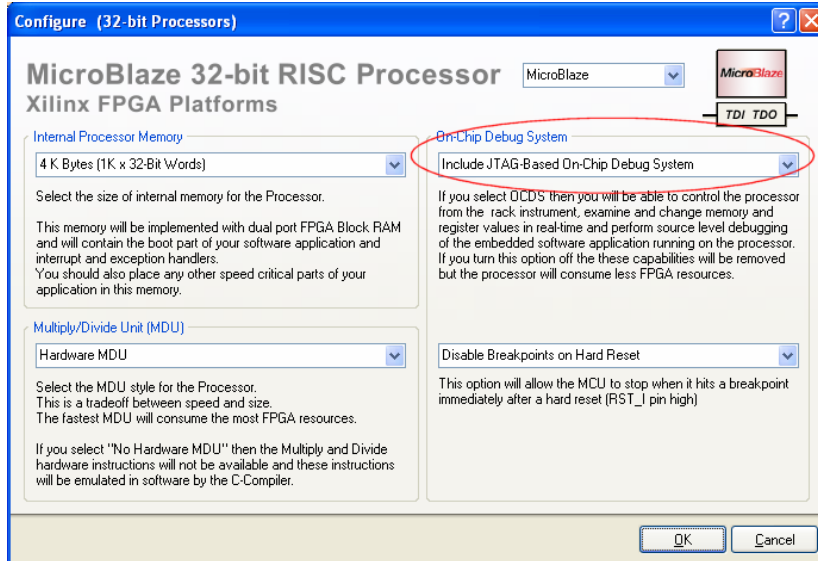 Configure (32-bit Processors)
MicroBlaze 32-bit RISC Processor
Xilinx FPGA Platforms
MicroBlaze
MicroBlaze
TDI TDO
Internal Processor Memory
4 K Bytes (1K x 32-Bit Words)
Select the size of internal memory for the Processor.
This memory will be implemented with dual port FPGA Block RAM
and will contain the boot part of your software application and
interrupt and exception handlers.
You should also place any other speed critical parts of your
application in this memory.
On-Chip Debug System
Include JTAG-Based On-Chip Debug System
If you select OCDS then you will be able to control the processor
from the rack instrument, examine and change memory and
register values in real-time and perform source level debugging
of the embedded software application running on the processor.
If you turn this option off the these capabilities will be removed
but the processor will consume less FPGA resources.
Multiply/Divide Unit (MDU)
Hardware MDU
Select the MDU style for the Processor.
This is a tradeoff between speed and size.
The fastest MDU will consume the most FPGA resources.
If you select "No Hardware MDU" then the Multiply and Divide
hardware instructions will not be available and these instructions
will be emulated in software by the C-Compiler.
Disable Breakpoints on Hard Reset
This option will allow the MCU to stop when it hits a breakpoint
immediately after a hard reset (RST_I pin high)
OK
Cancel